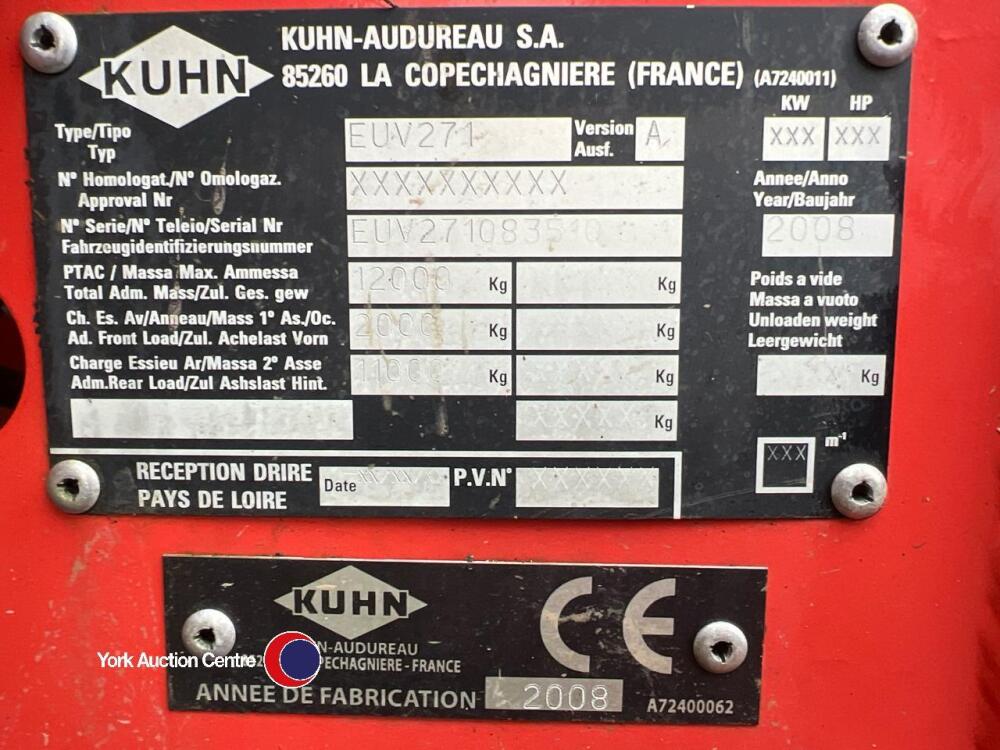 KUHN
KUHN-AUDUREAU S.A.
85260 LA COPECHAGNIERE (FRANCE) (A7240011)
KW HP
Type/Tipo
Typ
EUV271
Version
Ausf.
A
XXX XXX
N° Homologat./N° Omologaz.
Approval Nr
XXXXXXXXXX
Annee/Anno
Year/Baujahr
2008
N° Serie/N° Teleio/Serial Nr
Fahrzeugidentifizierungsnummer
PTAC / Massa Max. Ammessa
Total Adm. Mass/Zul. Ges. gew
12000 Kg Kg
Poids a vide
Massa a vuoto
Unloaden weight
Leergewicht
Kg
Ch. Es. Av/Anneau/Mass 1° As./Oc.
Ad. Front Load/Zul. Achelast Vorn
2000 Kg Kg
Charge Essieu Ar/Massa 2° Asse
Adm.Rear Load/Zul Ashslast Hint.
11000 Kg Kg
Kg
XXX m-1
RECEPTION DRIRE
PAYS DE LOIRE
Date
P.V.N°
KUHN
CE
N-AUDUREAU
OPECHAGNIERE - FRANCE
York Auction Centre
ANNEE DE FABRICATION 2008 A72400062